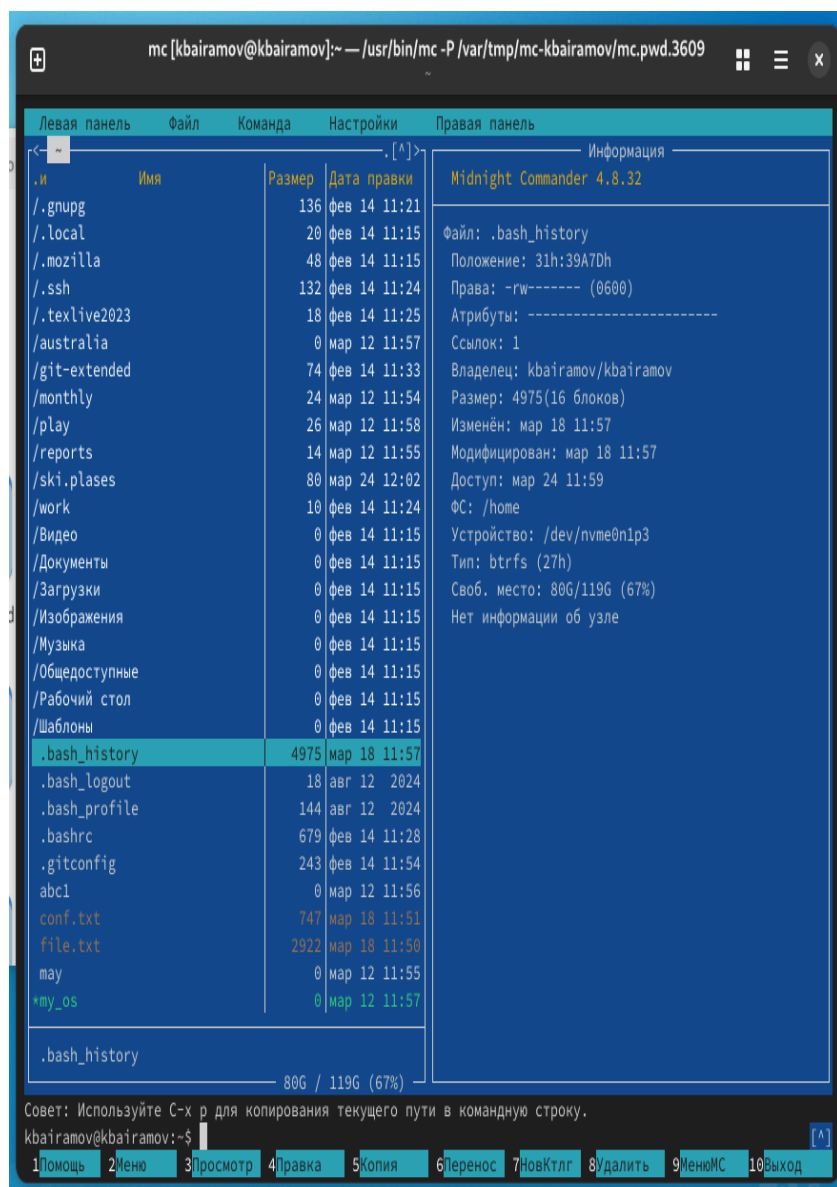 mc [kbairamov@kbairamov]:~ — /usr/bin/mc -P /var/tmp/mc-kbairamov/mc.pwd.3609
~
Левая панель Файл Команда Настройки Правая панель
<- ~ .[^]>
.и Имя Размер Дата правки
/.gnupg 136 фев 14 11:21
/.local 20 фев 14 11:15
/.mozilla 48 фев 14 11:15
/.ssh 132 фев 14 11:24
/.texlive2023 18 фев 14 11:25
/australia 0 мар 12 11:57
/git-extended 74 фев 14 11:33
/monthly 24 мар 12 11:54
/play 26 мар 12 11:58
/reports 14 мар 12 11:55
/ski.plases 80 мар 24 12:02
/work 10 фев 14 11:24
/Видео 0 фев 14 11:15
/Документы 0 фев 14 11:15
/Загрузки 0 фев 14 11:15
/Изображения 0 фев 14 11:15
/Музыка 0 фев 14 11:15
/Общедоступные 0 фев 14 11:15
/Рабочий стол 0 фев 14 11:15
/Шаблоны 0 фев 14 11:15
.bash_history 4975 мар 18 11:57
.bash_logout 18 авг 12 2024
.bash_profile 144 авг 12 2024
.bashrc 679 фев 14 11:28
.gitconfig 243 фев 14 11:54
abc1 0 мар 12 11:56
conf.txt 747 мар 18 11:51
file.txt 2922 мар 18 11:50
may 0 мар 12 11:55
*my_os 0 мар 12 11:57
.bash_history
80G / 119G (67%)
Информация
Midnight Commander 4.8.32
Файл: .bash_history
Положение: 31h:39A7Dh
Права: -rw------- (0600)
Атрибуты: -------------------------
Ссылок: 1
Владелец: kbairamov/kbairamov
Размер: 4975(16 блоков)
Изменён: мар 18 11:57
Модифицирован: мар 18 11:57
Доступ: мар 24 11:59
ФС: /home
Устройство: /dev/nvme0n1p3
Тип: btrfs (27h)
Своб. место: 80G/119G (67%)
Нет информации об узле
Совет: Используйте C-x p для копирования текущего пути в командную строку.
kbairamov@kbairamov:~$ [^]
1Помощь 2Меню 3Просмотр 4Правка 5Копия 6Перенос 7НовКтлг 8Удалить 9МенюMC 10Выход